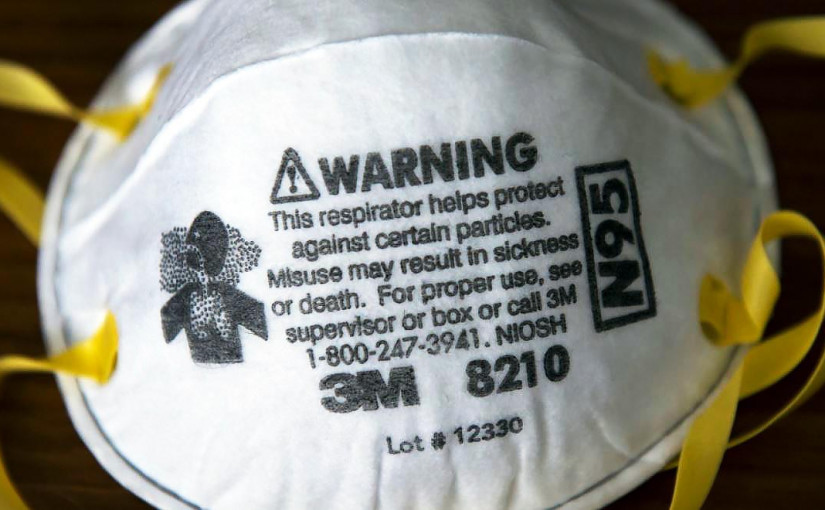 WARNING
This respirator helps protect
against certain particles.
Misuse may result in sickness
or death. For proper use, see
supervisor or box or call 3M
1-800-247-3941. NIOSH
3M 8210
Lot # 12330
N95